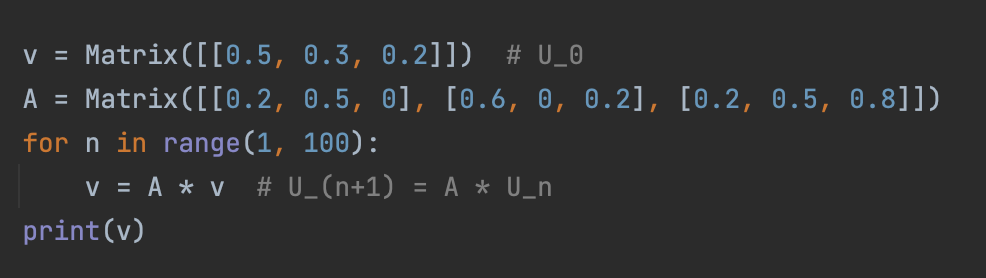 v = Matrix([[0.5, 0.3, 0.2]])  # U_0
A = Matrix([[0.2, 0.5, 0], [0.6, 0, 0.2], [0.2, 0.5, 0.8]])
for n in range(1, 100):
    v = A * v  # U_(n+1) = A * U_n
print(v)